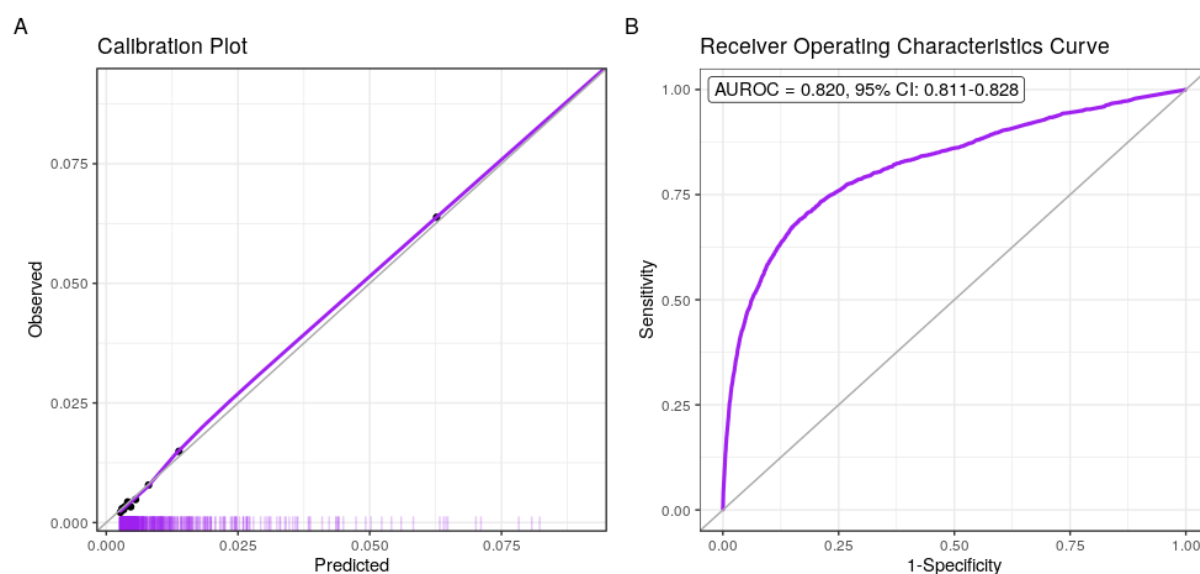 A
Calibration Plot
Observed
0.075
0.050
0.025
0.000
0.000 0.025 0.050 0.075
Predicted
B
Receiver Operating Characteristics Curve
AUROC = 0.820, 95% CI: 0.811-0.828
Sensitivity
1.00
0.75
0.50
0.25
0.00
0.00 0.25 0.50 0.75 1.00
1-Specificity